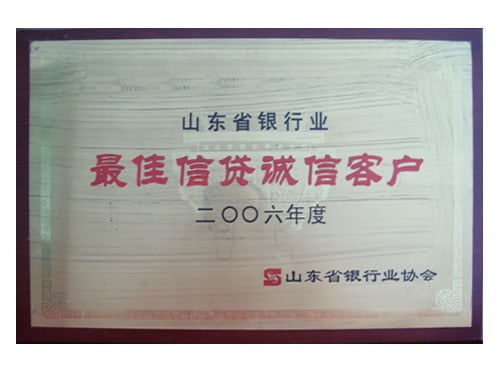 山东省银行业
最佳信贷诚信客户
二〇〇六年度
山东省银行业协会